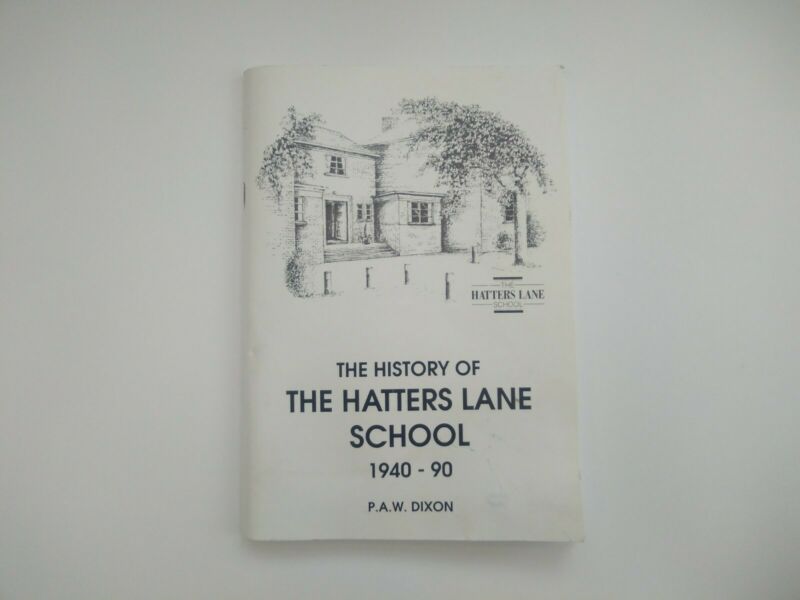 THE
HATTERS LANE
SCHOOL
THE HISTORY OF
THE HATTERS LANE
SCHOOL
1940 - 90
P.A.W. DIXON